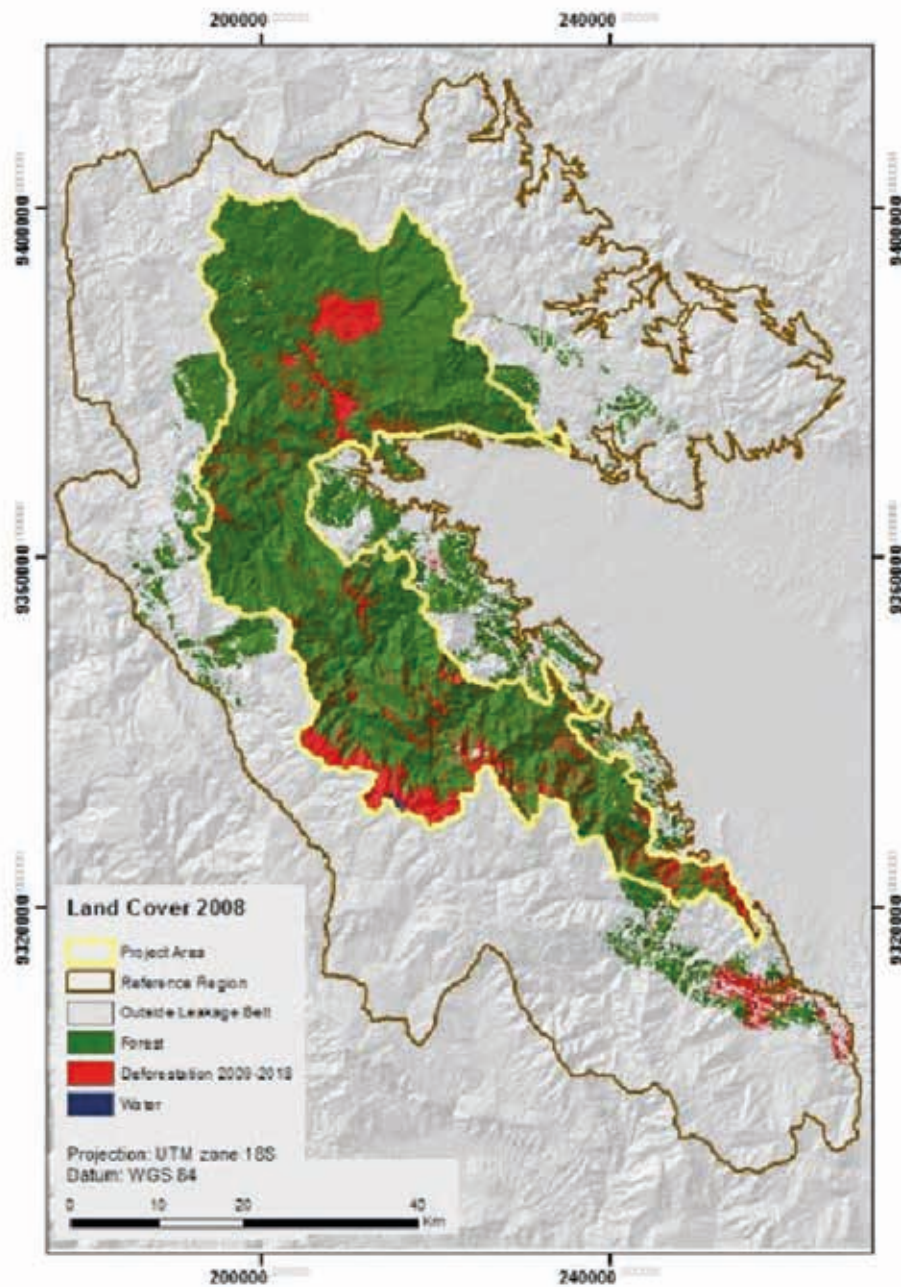 200000 240000
9400000 9400000
9360000 9360000
9320000 9320000
Land Cover 2008
Project Area
Reference Region
Outside Leakage Belt
Forest
Deforestation 2009-2018
Water
Projection: UTM zone 18S
Datum: WGS 84
0 10 20 40
Km
200000 240000